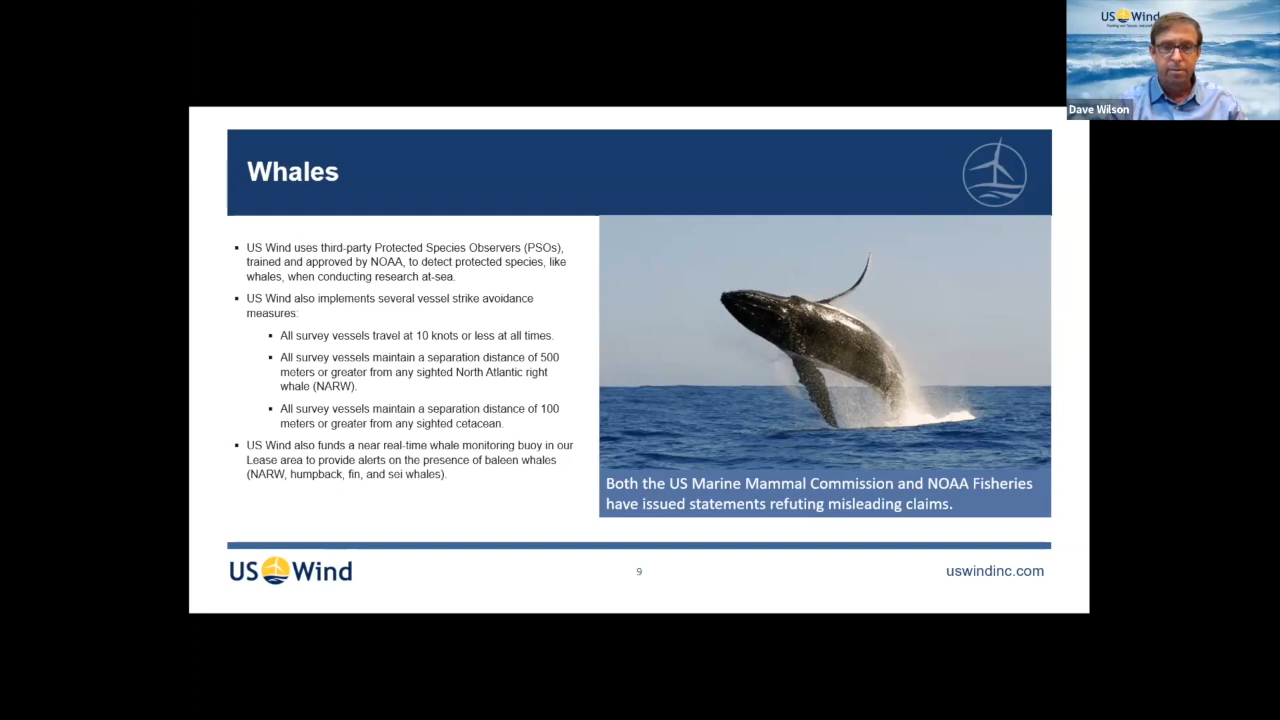 US Wind
Dave Wilson
Whales
▪ US Wind uses third-party Protected Species Observers (PSOs),
trained and approved by NOAA, to detect protected species, like
whales, when conducting research at-sea.
▪ US Wind also implements several vessel strike avoidance
measures:
▪ All survey vessels travel at 10 knots or less at all times.
▪ All survey vessels maintain a separation distance of 500
meters or greater from any sighted North Atlantic right
whale (NARW).
▪ All survey vessels maintain a separation distance of 100
meters or greater from any sighted cetacean.
▪ US Wind also funds a near real-time whale monitoring buoy in our
Lease area to provide alerts on the presence of baleen whales
(NARW, humpback, fin, and sei whales).
Both the US Marine Mammal Commission and NOAA Fisheries
have issued statements refuting misleading claims.
US Wind
9
uswindinc.com